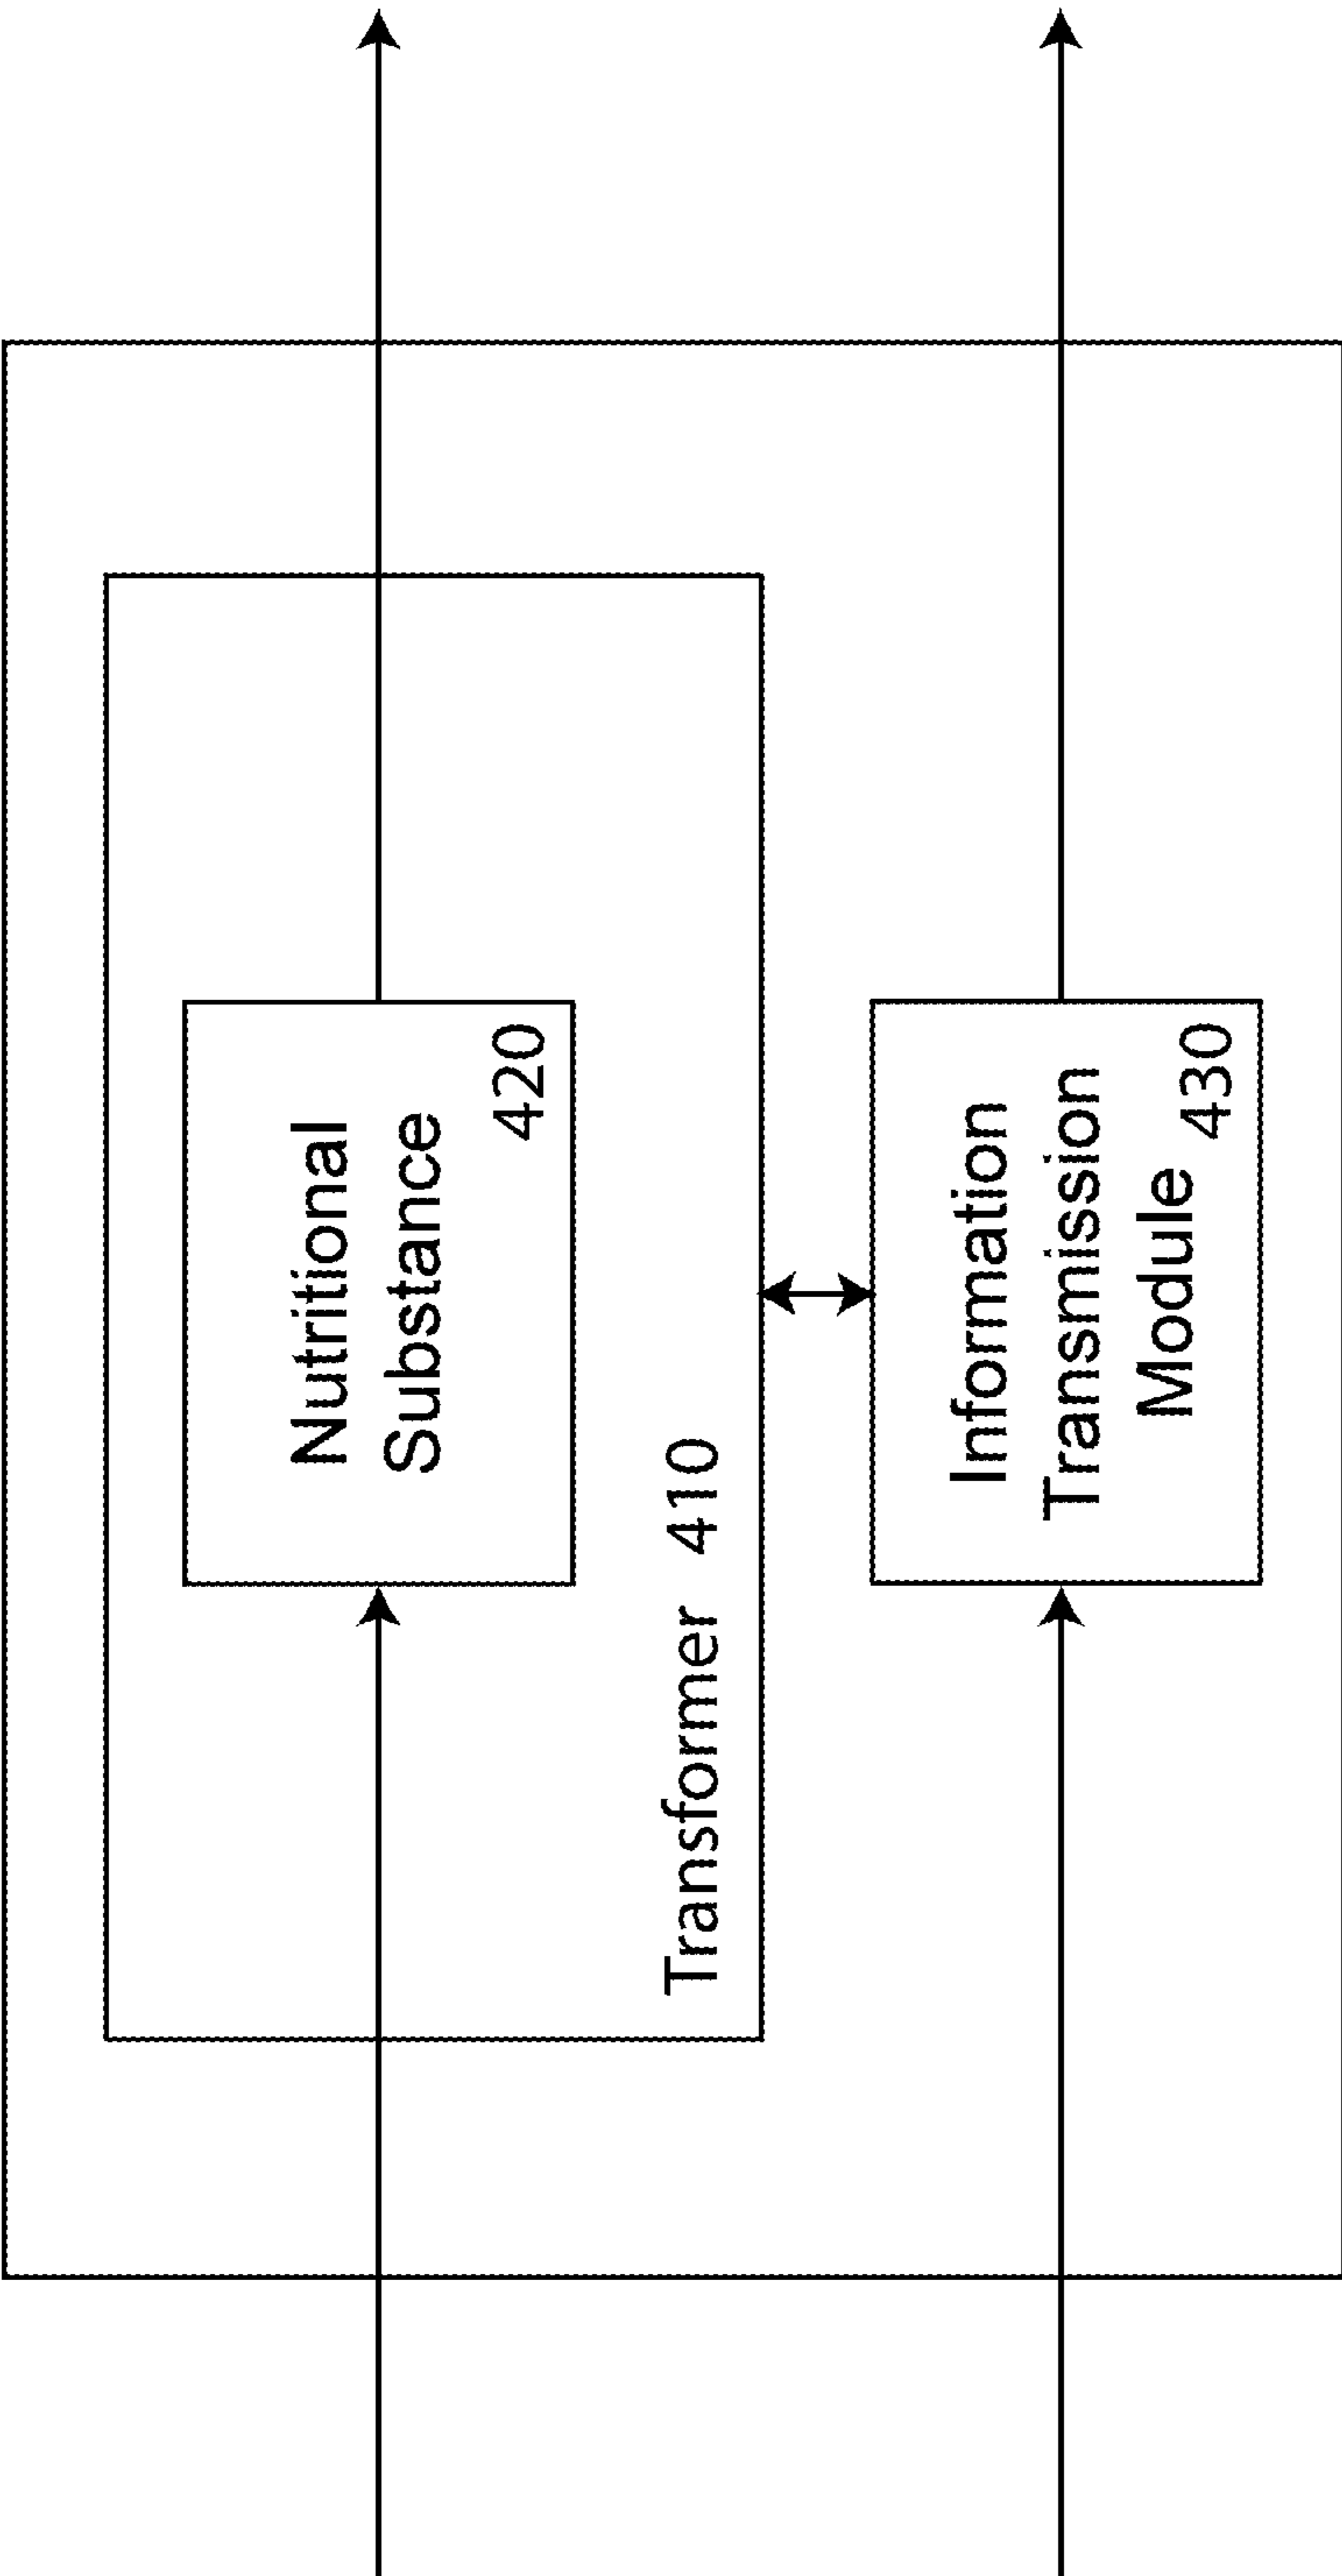 Nutritional
Substance
420
Transformer 410
Information
Transmission
Module 430